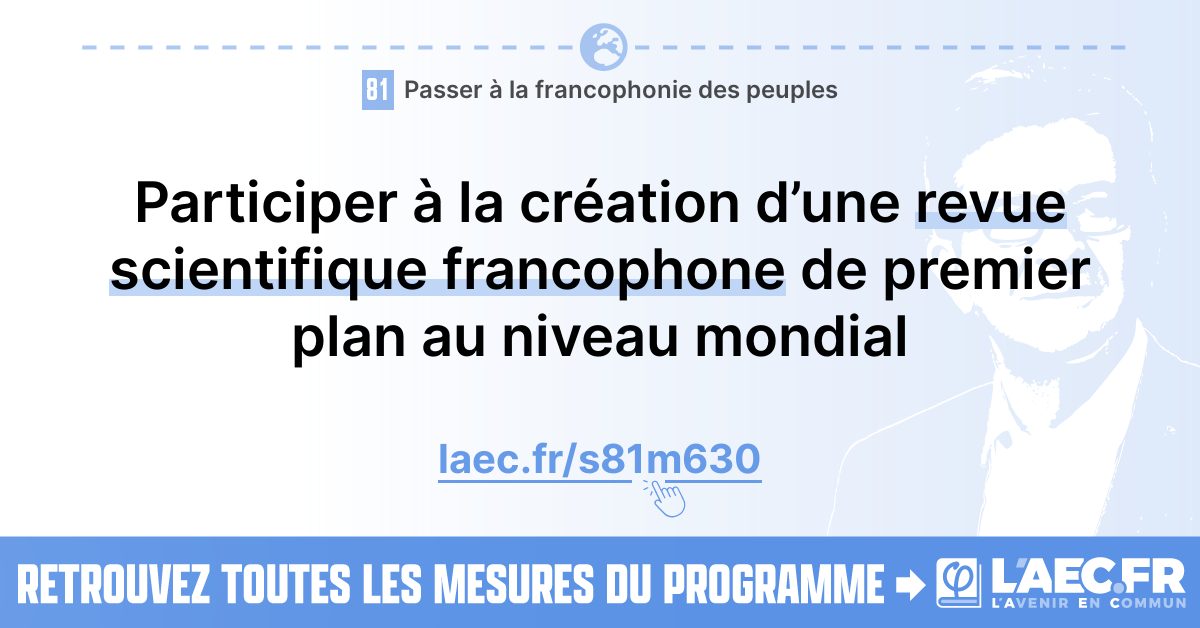 81 Passer à la francophonie des peuples
Participer à la création d’une revue
scientifique francophone de premier
plan au niveau mondial
laec.fr/s81m630
RETROUVEZ TOUTES LES MESURES DU PROGRAMME
L'AEC.FR
L'AVENIR EN COMMUN